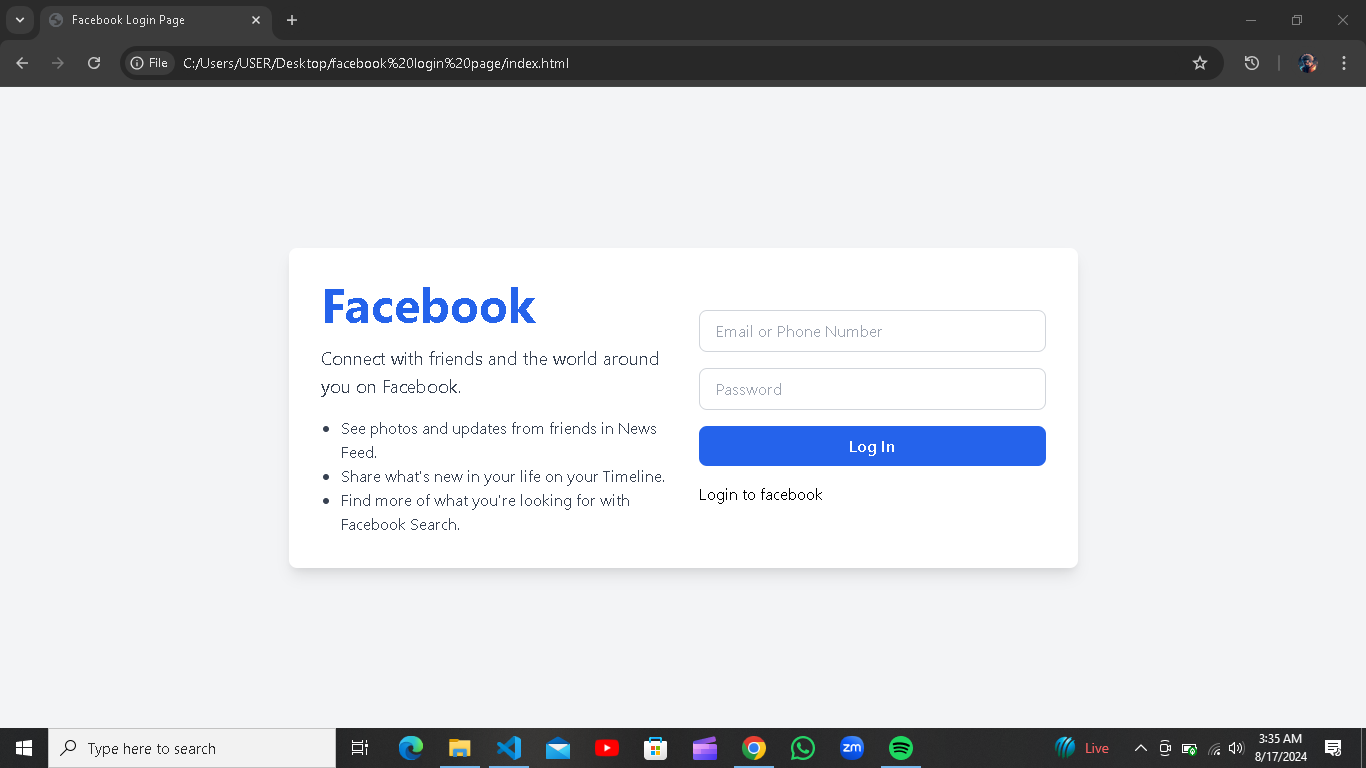 Facebook Login Page
File
C:/Users/USER/Desktop/facebook%20login%20page/index.html
Facebook
Connect with friends and the world around
you on Facebook.
• See photos and updates from friends in News
Feed.
• Share what's new in your life on your Timeline.
• Find more of what you're looking for with
Facebook Search.
Email or Phone Number
Password
Log In
Login to facebook
Type here to search
zm
Live
3:35 AM
8/17/2024